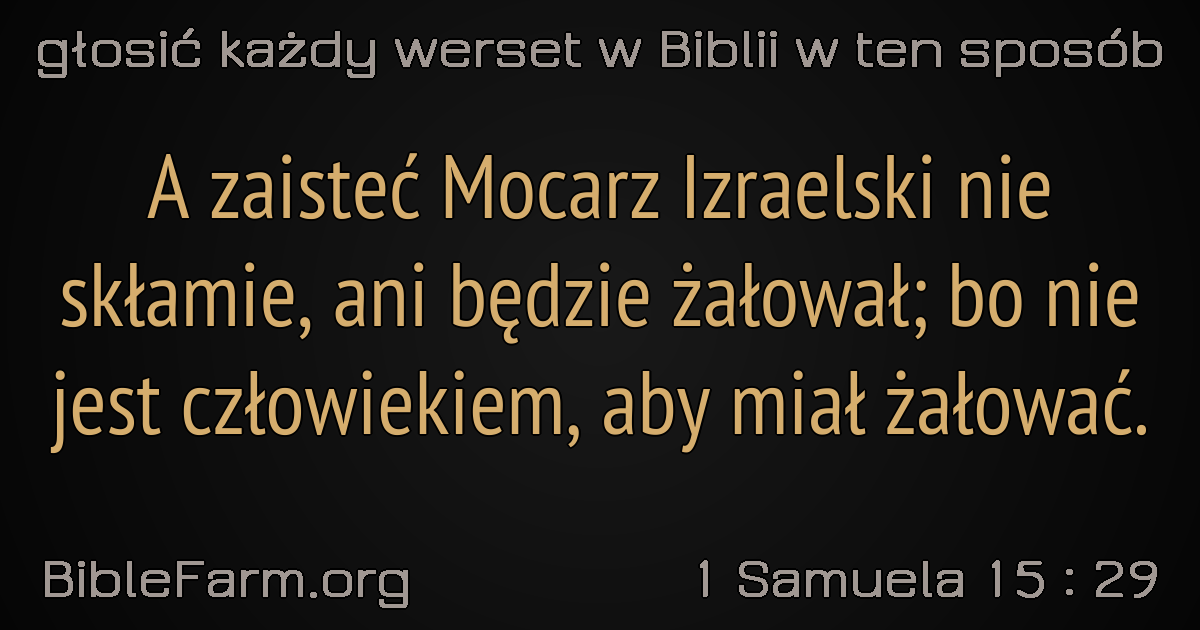 głosić każdy werset w Biblii w ten sposób
A zaisteć Mocarz Izraelski nie
skłamie, ani będzie żałował; bo nie
jest człowiekiem, aby miał żałować.
BibleFarm.org
1 Samuela 15 : 29